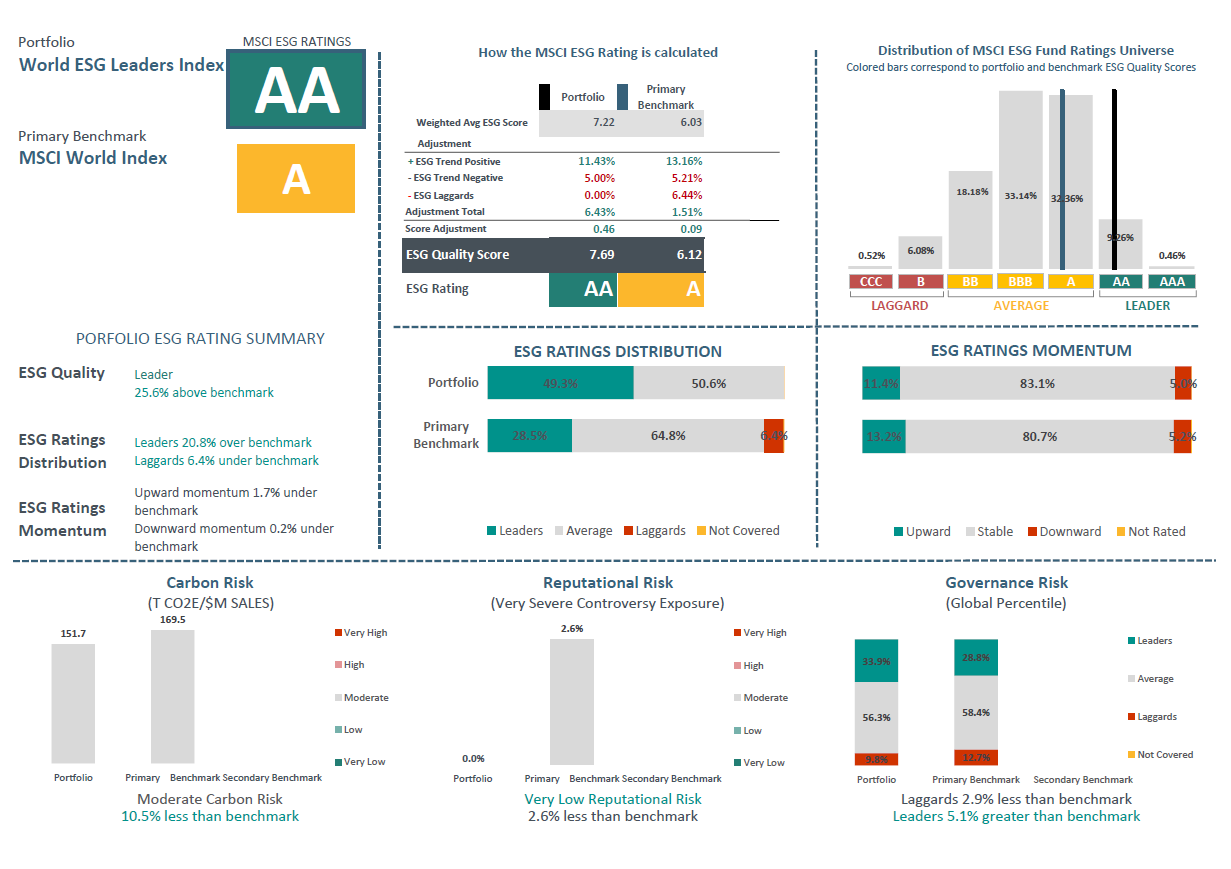 Portfolio
World ESG Leaders Index
MSCI ESG RATINGS
AA
Primary Benchmark
MSCI World Index
A
How the MSCI ESG Rating is calculated
Portfolio Primary Benchmark
Weighted Avg ESG Score 7.22 6.03
Adjustment
+ ESG Trend Positive 11.43% 13.16%
- ESG Trend Negative 5.00% 5.21%
- ESG Laggards 0.00% 6.44%
Adjustment Total 6.43% 1.51%
Score Adjustment 0.46 0.09
ESG Quality Score 7.69 6.12
ESG Rating AA A
Distribution of MSCI ESG Fund Ratings Universe
Colored bars correspond to portfolio and benchmark ESG Quality Scores
0.52% 6.08% 18.18% 33.14% 32.36% 9.26% 0.46%
CCC B BB BBB A AA AAA
LAGGARD AVERAGE LEADER
PORFOLIO ESG RATING SUMMARY
ESG Quality
Leader
25.6% above benchmark
ESG Ratings
Distribution
Leaders 20.8% over benchmark
Laggards 6.4% under benchmark
ESG Ratings
Momentum
Upward momentum 1.7% under
benchmark
Downward momentum 0.2% under
benchmark
ESG RATINGS DISTRIBUTION
Portfolio 49.3% 50.6%
Primary
Benchmark
28.5% 64.8% 6.4%
Leaders Average Laggards Not Covered
ESG RATINGS MOMENTUM
11.4% 83.1% 5.0%
13.2% 80.7% 5.2%
Upward Stable Downward Not Rated
Carbon Risk
(T CO2E/$M SALES)
151.7 169.5
Very High
High
Moderate
Low
Very Low
Portfolio Primary Benchmark Secondary Benchmark
Moderate Carbon Risk
10.5% less than benchmark
Reputational Risk
(Very Severe Controversy Exposure)
0.0% 2.6%
Very High
High
Moderate
Low
Very Low
Portfolio Primary Benchmark Secondary Benchmark
Very Low Reputational Risk
2.6% less than benchmark
Governance Risk
(Global Percentile)
33.9% 28.8%
56.3% 58.4%
9.8% 12.7%
Leaders
Average
Laggards
Not Covered
Portfolio Primary Benchmark Secondary Benchmark
Laggards 2.9% less than benchmark
Leaders 5.1% greater than benchmark